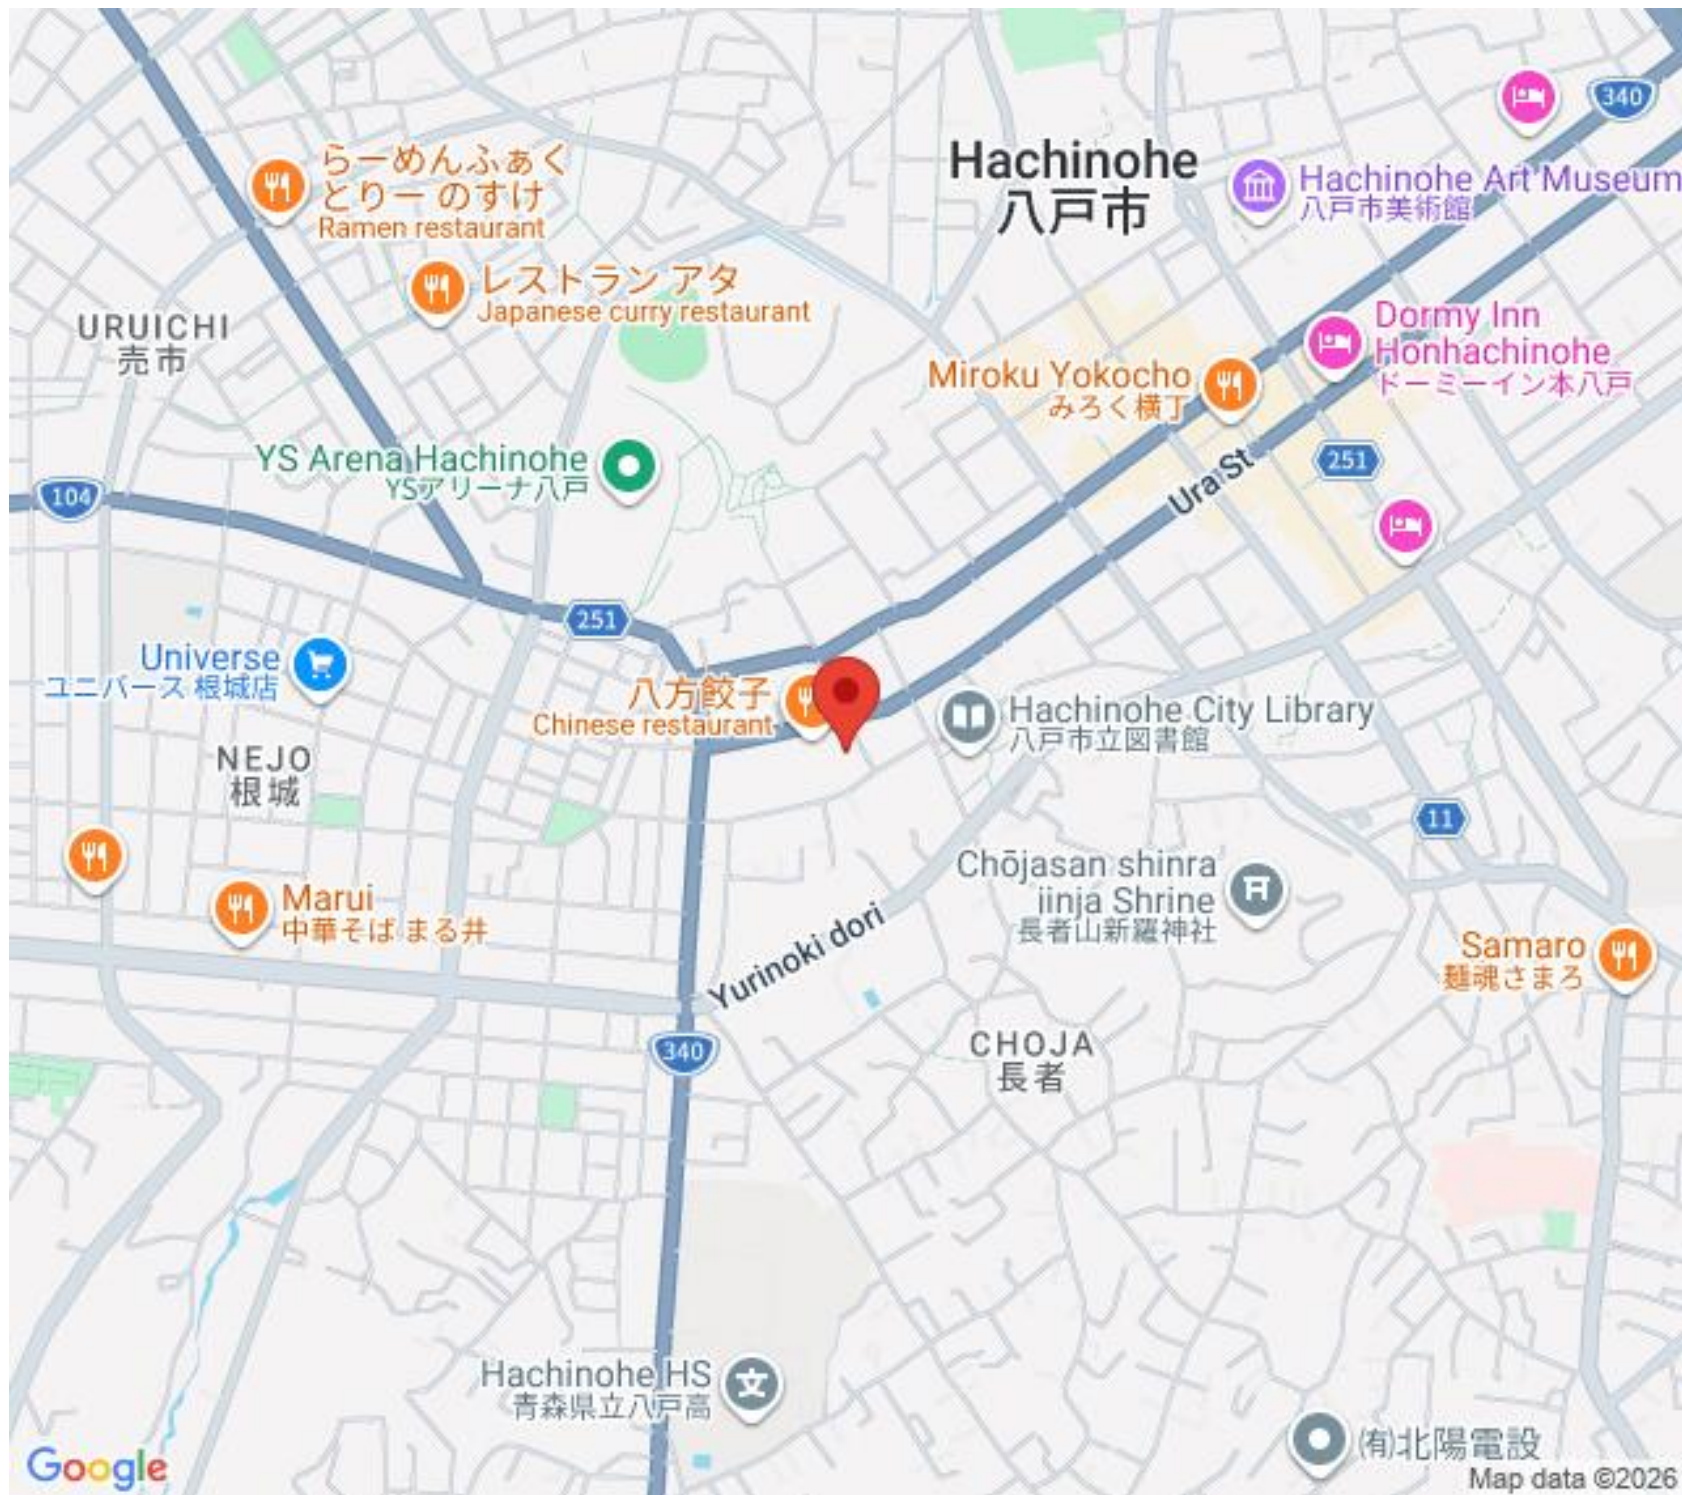 340
らーめんふぁく
とりー のすけ
Ramen restaurant
Hachinohe
八戸市
Hachinohe Art Museum
八戸市美術館
レストラン アタ
Japanese curry restaurant
URUICHI
売市
Dormy Inn
Honhachinohe
ドーミーイン本八戸
Miroku Yokocho
みろく横丁
YS Arena Hachinohe
YSアリーナ八戸
251
Ura St
104
251
Universe
ユニバース 根城店
八方餃子
Chinese restaurant
Hachinohe City Library
八戸市立図書館
NEJO
根城
11
Chōjasan shinra
jinja Shrine
長者山新羅神社
Marui
中華そば まる井
Yurinoki dori
Samaro
麺魂さまろ
340
CHOJA
長者
Hachinohe HS
青森県立八戸高
文
㈲北陽電設
Google
Map data ©2026